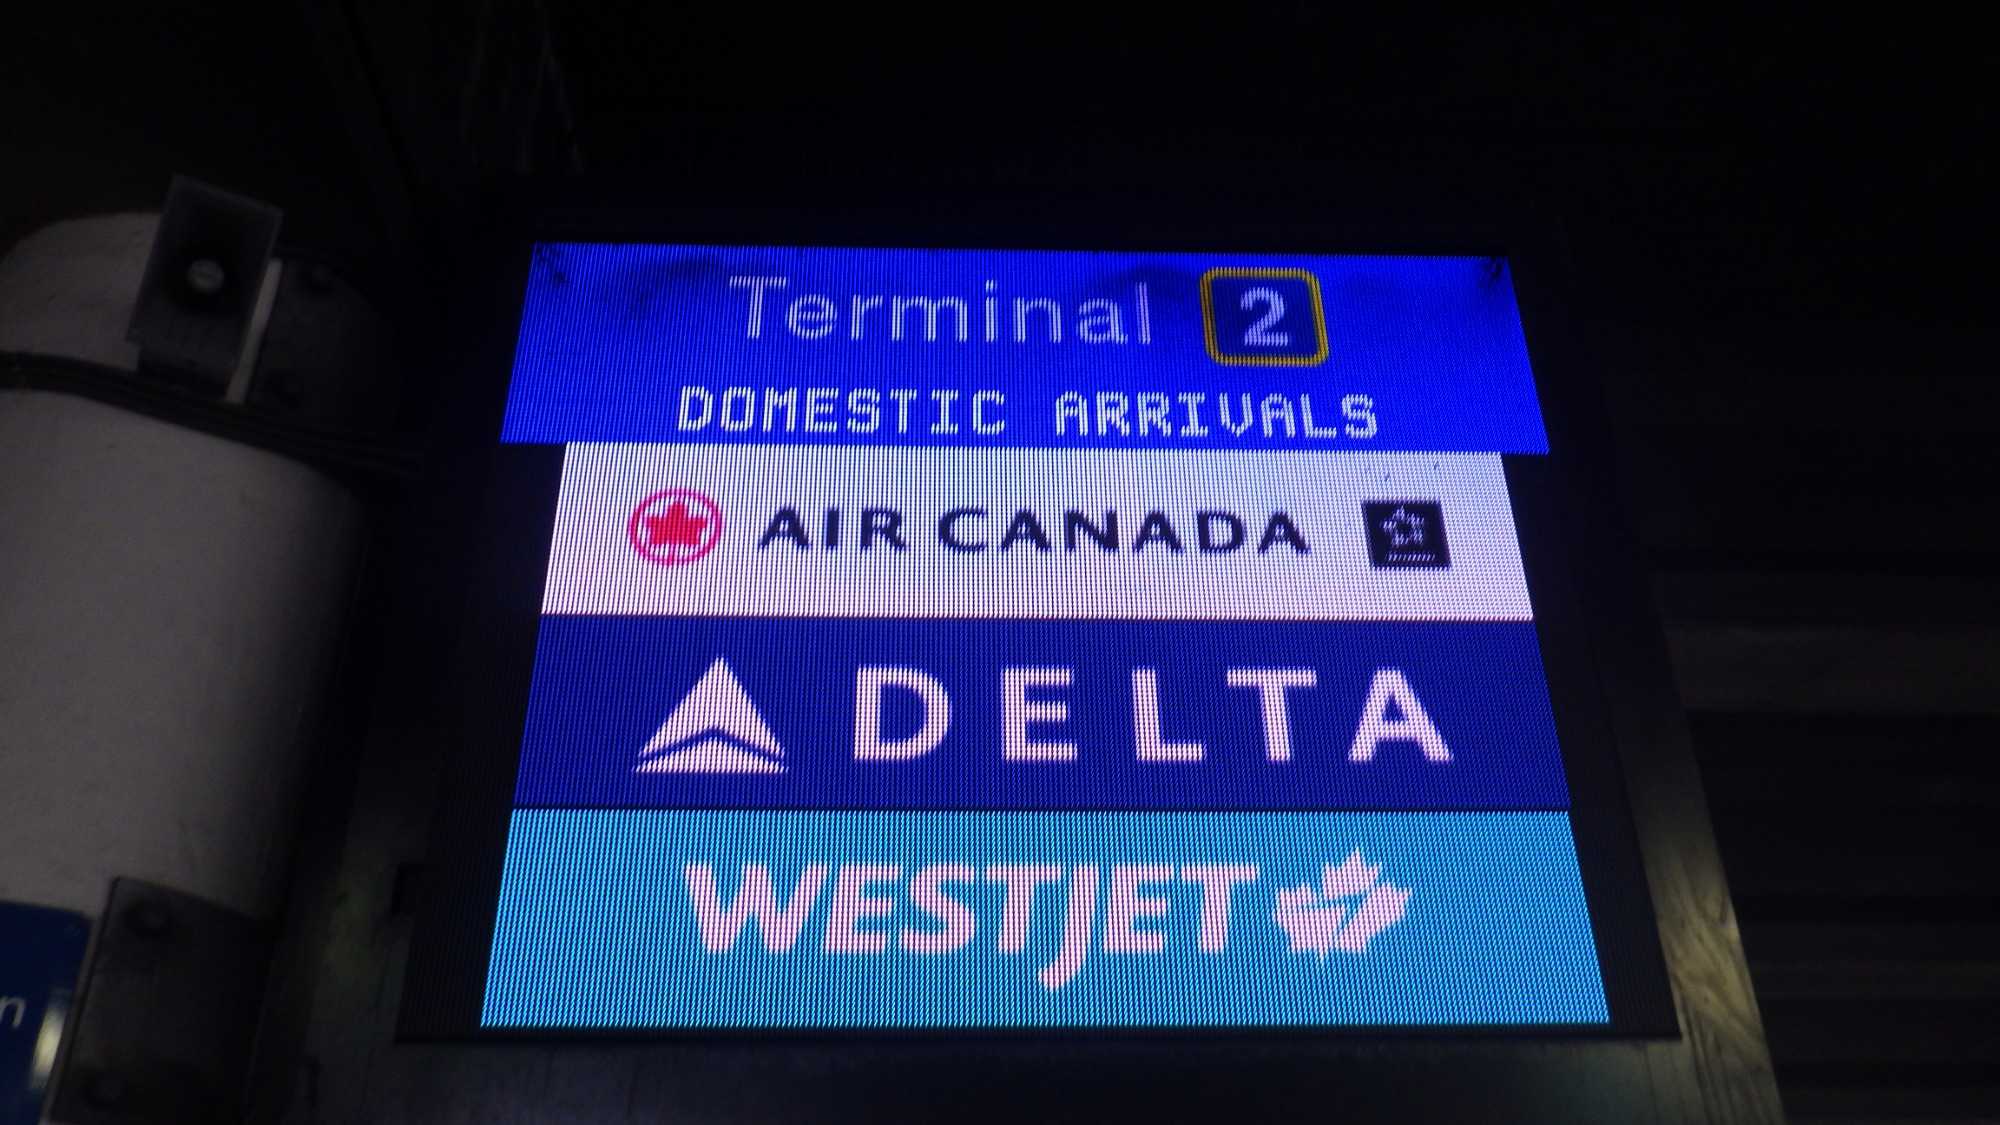 Terminal 2
DOMESTIC ARRIVALS
AIR CANADA
DELTA
WESTJET
n